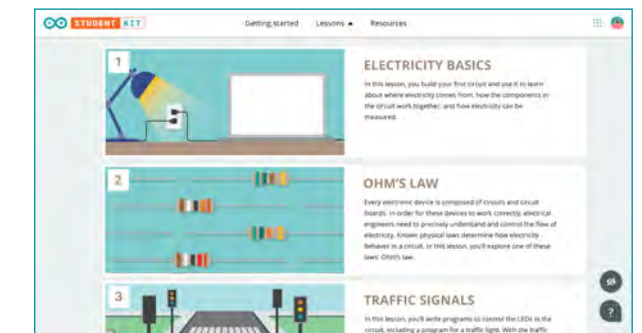 STUDENT KIT
Getting started Lessons Resources
1
ELECTRICITY BASICS
In this lesson, you build your first circuit and use it to learn
about where electricity comes from, how the components in
the circuit work together, and how electricity can be
measured.
2
OHM'S LAW
Every electronic device is composed of circuits and circuit
boards. In order for these devices to work correctly, electrical
engineers need to precisely understand and control the flow of
electricity. Known physical laws determine how electricity
behaves in a circuit. In this lesson, you'll explore one of these
laws: Ohm's law.
3
TRAFFIC SIGNALS
In this lesson, you'll write programs to control the LEDs in the
circuit, including a program for a traffic light. With the traffic
?